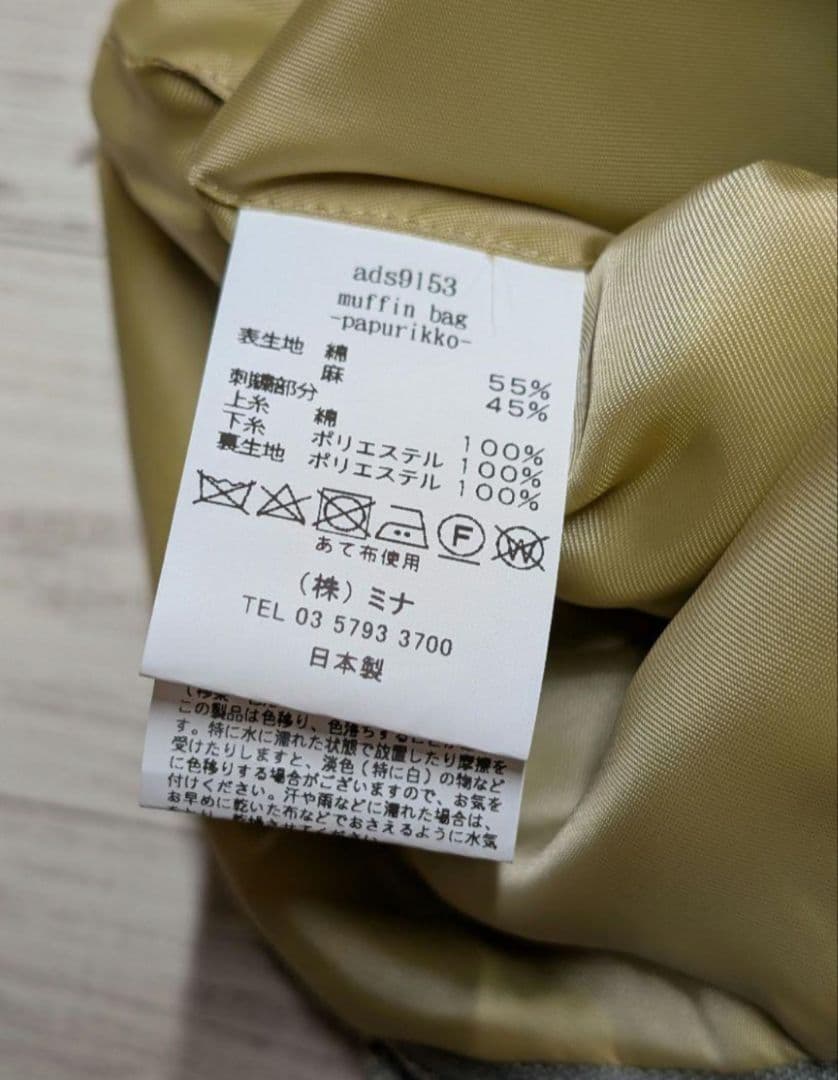 ads9153
muffin bag
-papurikko-
表生地 綿 55%
麻 45%
刺繍部分
上糸 綿 100%
下糸 ポリエステル 100%
裏生地 ポリエステル 100%
F W
あて布使用
(株)ミナ
TEL 03 5793 3700
日本製
この製品は色移り、色落ちすること
す。特に水に濡れた状態で放置したり摩擦を
受けたりしますと、淡色(特に白)の物など
に色移りする場合がございますので、お気を
付けください。汗や雨などに濡れた場合は、
お早めに乾いた布などでおさえるように水気